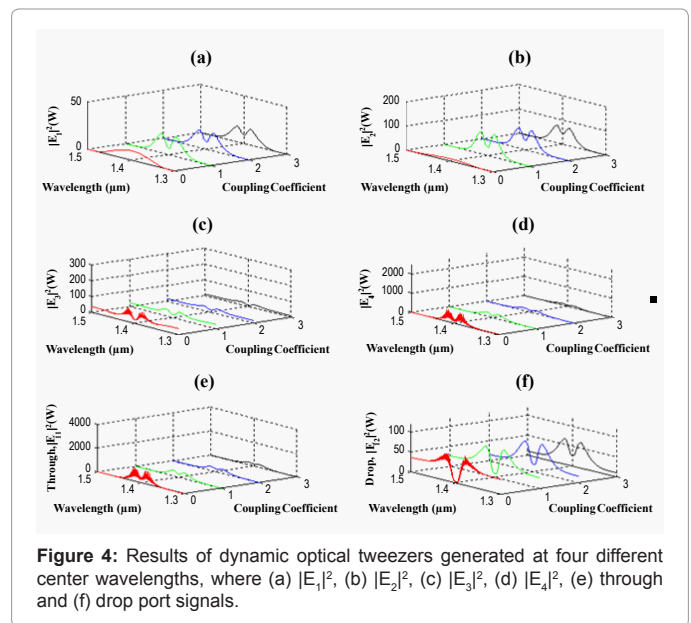 (a)
(b)
50
0
|E₁|²(W)
1.5
1.4
1.3
Wavelength (µm)
0
1
2
3
Coupling Coefficient
200
100
0
|E₂|²(W)
1.5
1.4
1.3
Wavelength (µm)
0
1
2
3
Coupling Coefficient
(c)
(d)
300
200
100
0
|E₃|²(W)
1.5
1.4
1.3
Wavelength (µm)
0
1
2
3
Coupling Coefficient
2000
1000
0
|E₄|²(W)
1.5
1.4
1.3
Wavelength (µm)
0
1
2
3
Coupling Coefficient
(e)
(f)
4000
2000
0
Through,|Eₜ₁|²(W)
1.5
1.4
1.3
Wavelength (µm)
0
1
2
3
Coupling Coefficient
100
50
0
Drop, |Eₜ₂|²(W)
1.5
1.4
1.3
Wavelength (µm)
0
1
2
3
Coupling Coefficient
Figure 4: Results of dynamic optical tweezers generated at four different
center wavelengths, where (a) |E₁|², (b) |E₂|², (c) |E₃|², (d) |E₄|², (e) through
and (f) drop port signals.